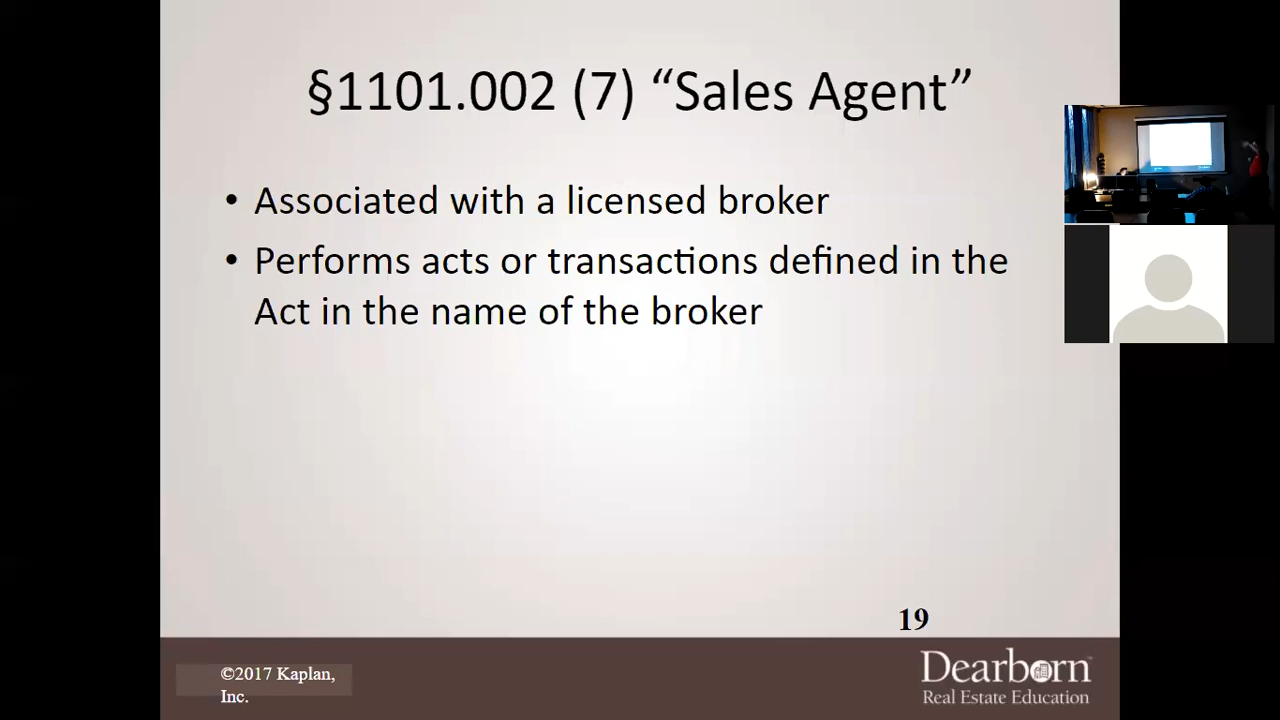 §1101.002 (7) “Sales Agent”
• Associated with a licensed broker
• Performs acts or transactions defined in the
Act in the name of the broker
19
©2017 Kaplan,
Inc.
Dearborn™
Real Estate Education